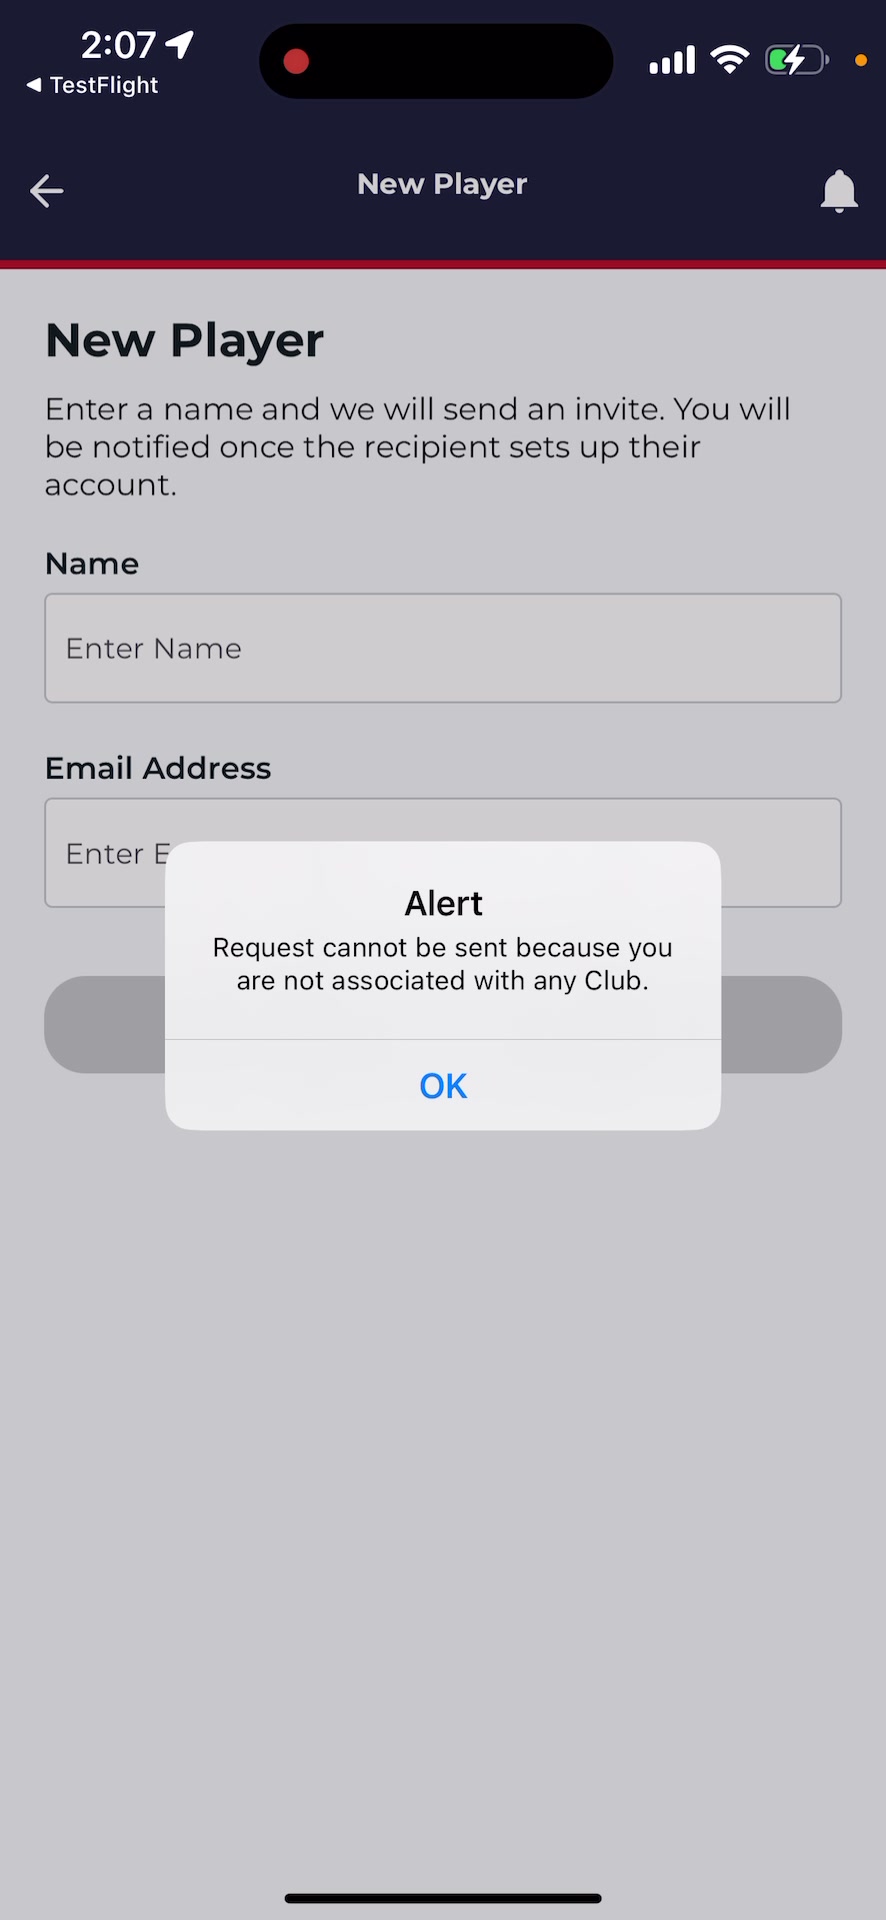 2:07
◀ TestFlight
New Player
New Player
Enter a name and we will send an invite. You will
be notified once the recipient sets up their
account.
Name
Enter Name
Email Address
Enter E
Alert
Request cannot be sent because you
are not associated with any Club.
OK